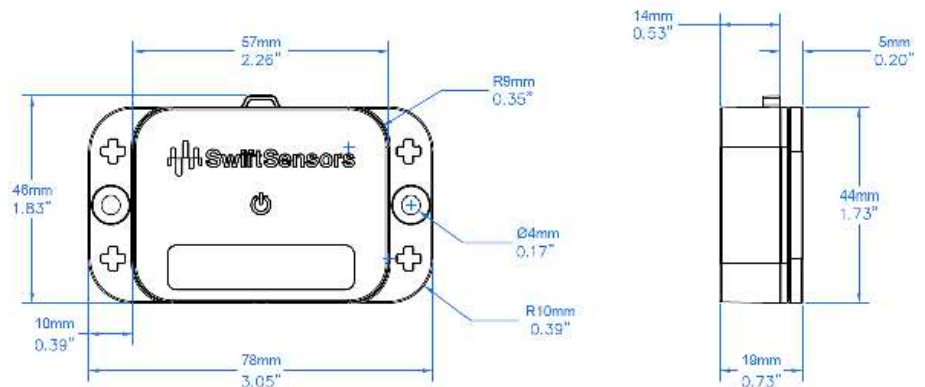 57mm
2.26"
R9mm
0.35"
46mm
1.83"
SwiftSensors
Ø4mm
0.17"
R10mm
0.39"
10mm
0.39"
78mm
3.05"
14mm
0.53"
5mm
0.20"
44mm
1.73"
19mm
0.73"